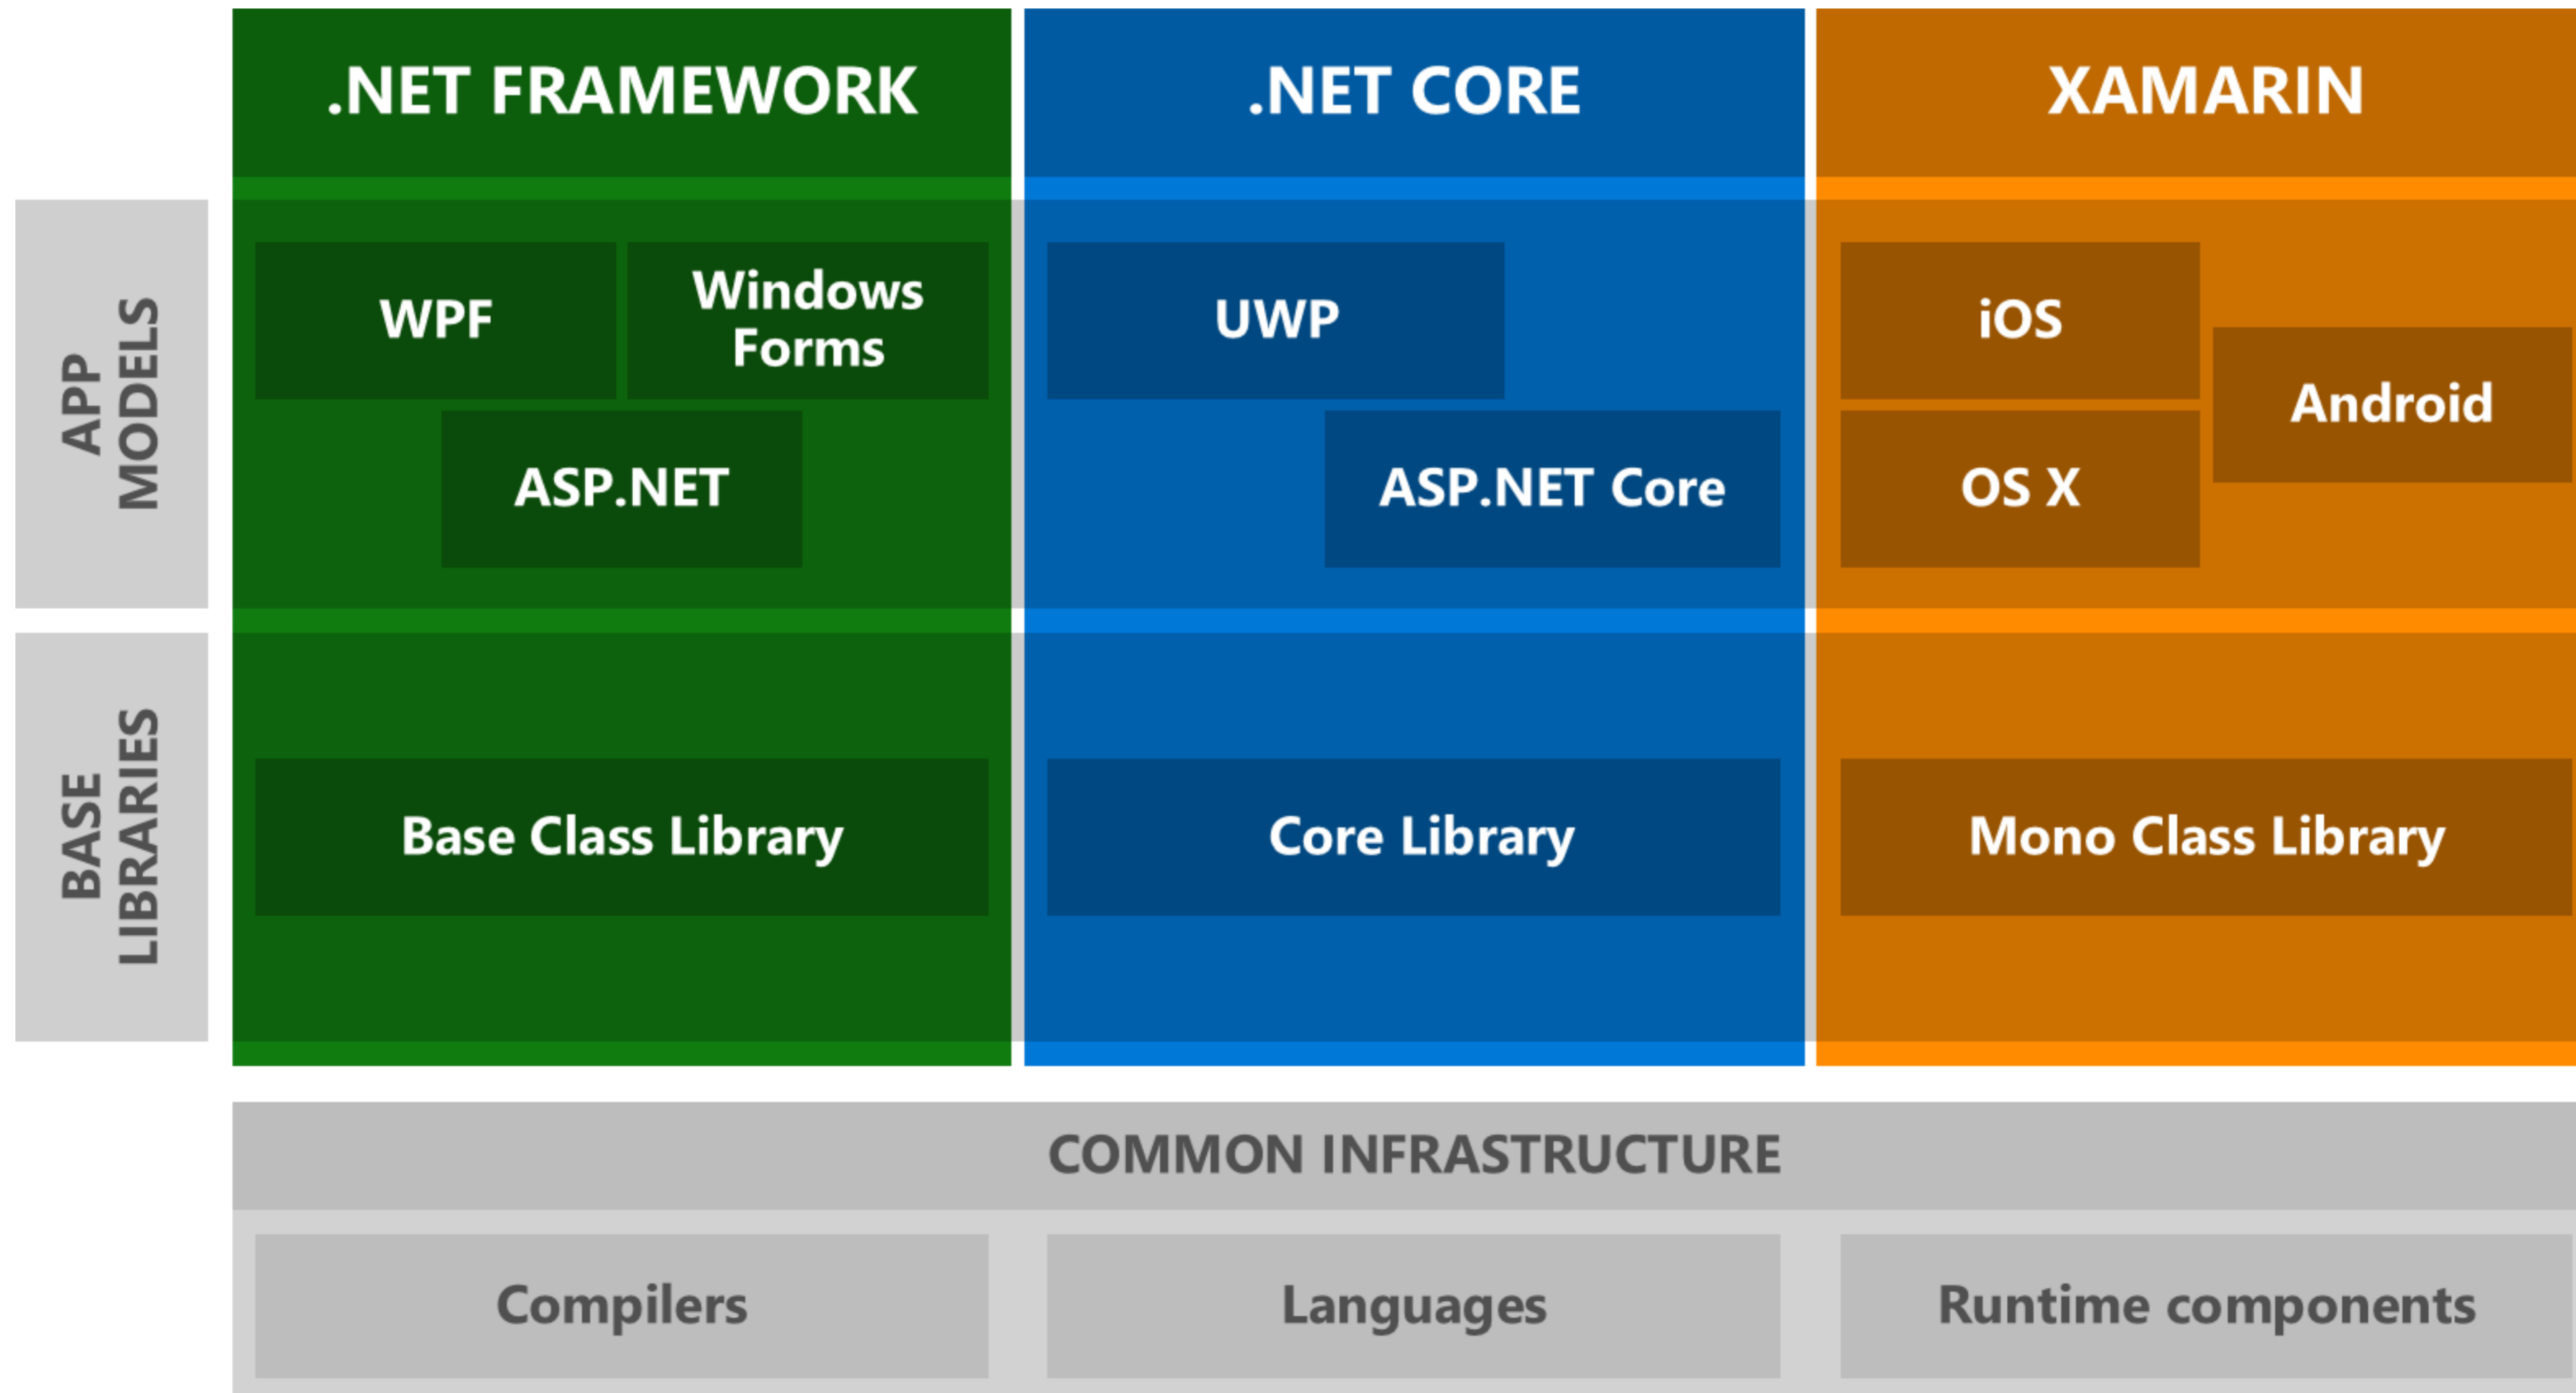 .NET FRAMEWORK
.NET CORE
XAMARIN
APP
MODELS
WPF
Windows
Forms
ASP.NET
UWP
ASP.NET Core
iOS
Android
OS X
BASE
LIBRARIES
Base Class Library
Core Library
Mono Class Library
COMMON INFRASTRUCTURE
Compilers
Languages
Runtime components